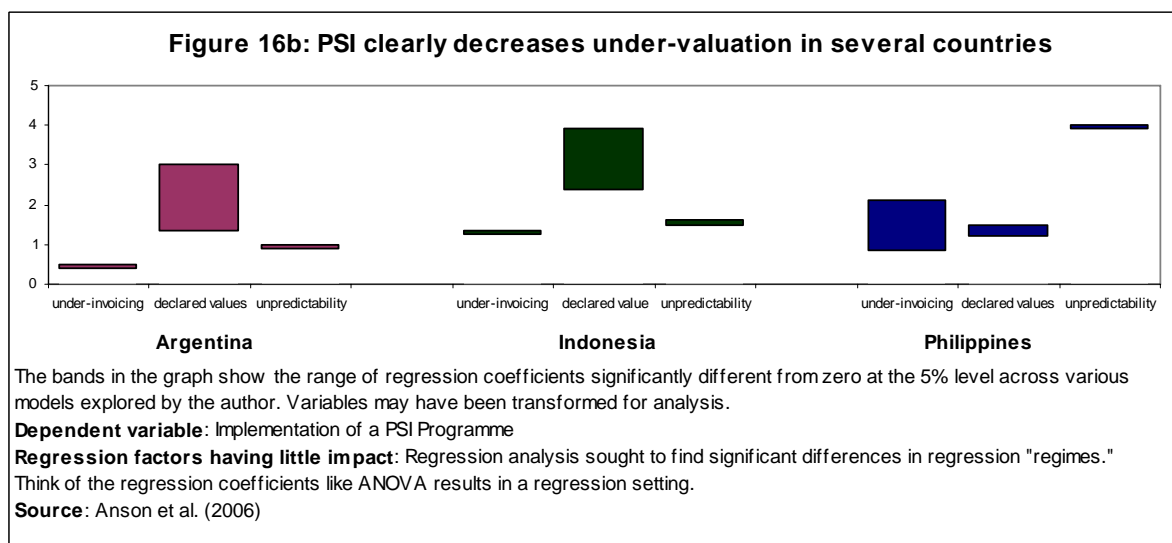 Figure 16b: PSI clearly decreases under-valuation in several countries
5
4
3
2
1
0
under-invoicing declared values unpredictability under-invoicing declared value unpredictability under-invoicing declared values unpredictability
Argentina Indonesia Philippines
The bands in the graph show the range of regression coefficients significantly different from zero at the 5% level across various
models explored by the author. Variables may have been transformed for analysis.
Dependent variable: Implementation of a PSI Programme
Regression factors having little impact: Regression analysis sought to find significant differences in regression "regimes."
Think of the regression coefficients like ANOVA results in a regression setting.
Source: Anson et al. (2006)